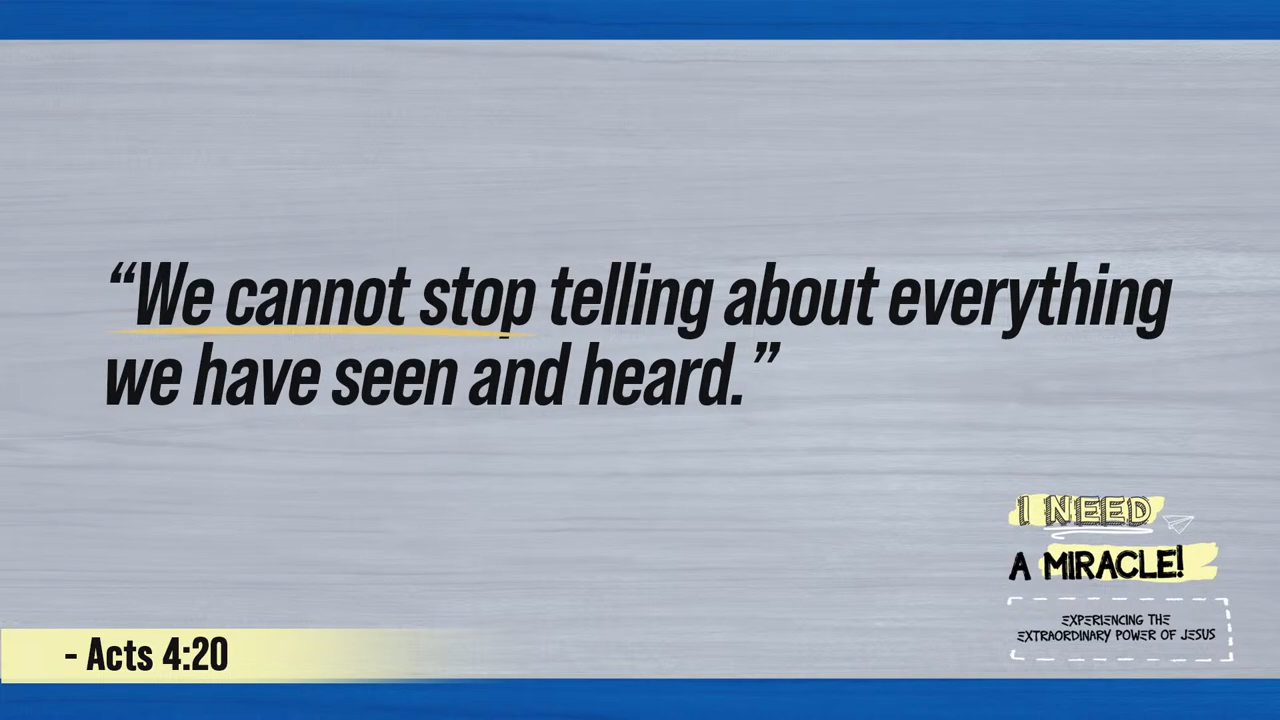 “We cannot stop telling about everything
we have seen and heard.”
I NEED
A MIRACLE!
EXPERIENCING THE
EXTRAORDINARY POWER OF JESUS
- Acts 4:20